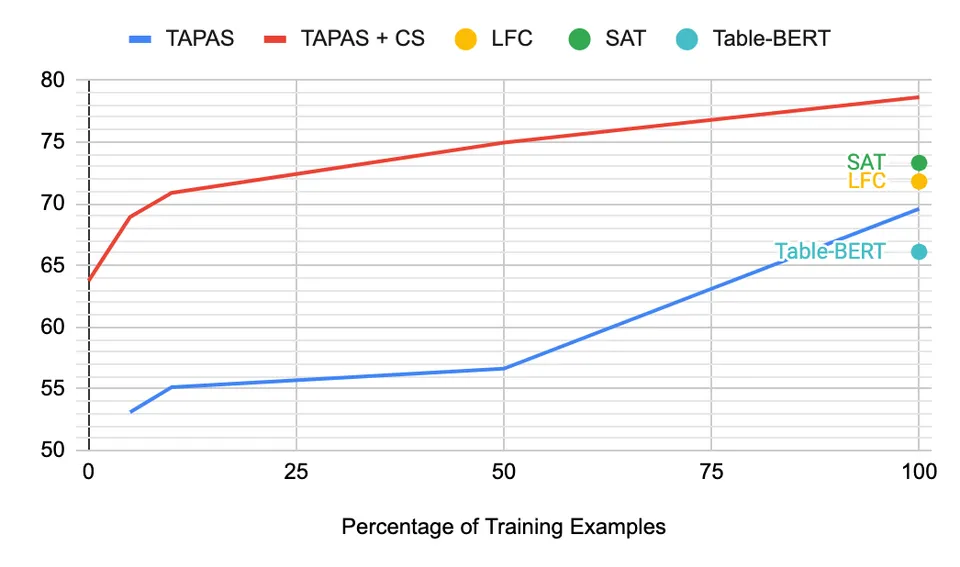 TAPAS TAPAS + CS LFC SAT Table-BERT
80
75
SAT
LFC
70
Table-BERT
65
60
55
50
0 25 50 75 100
Percentage of Training Examples